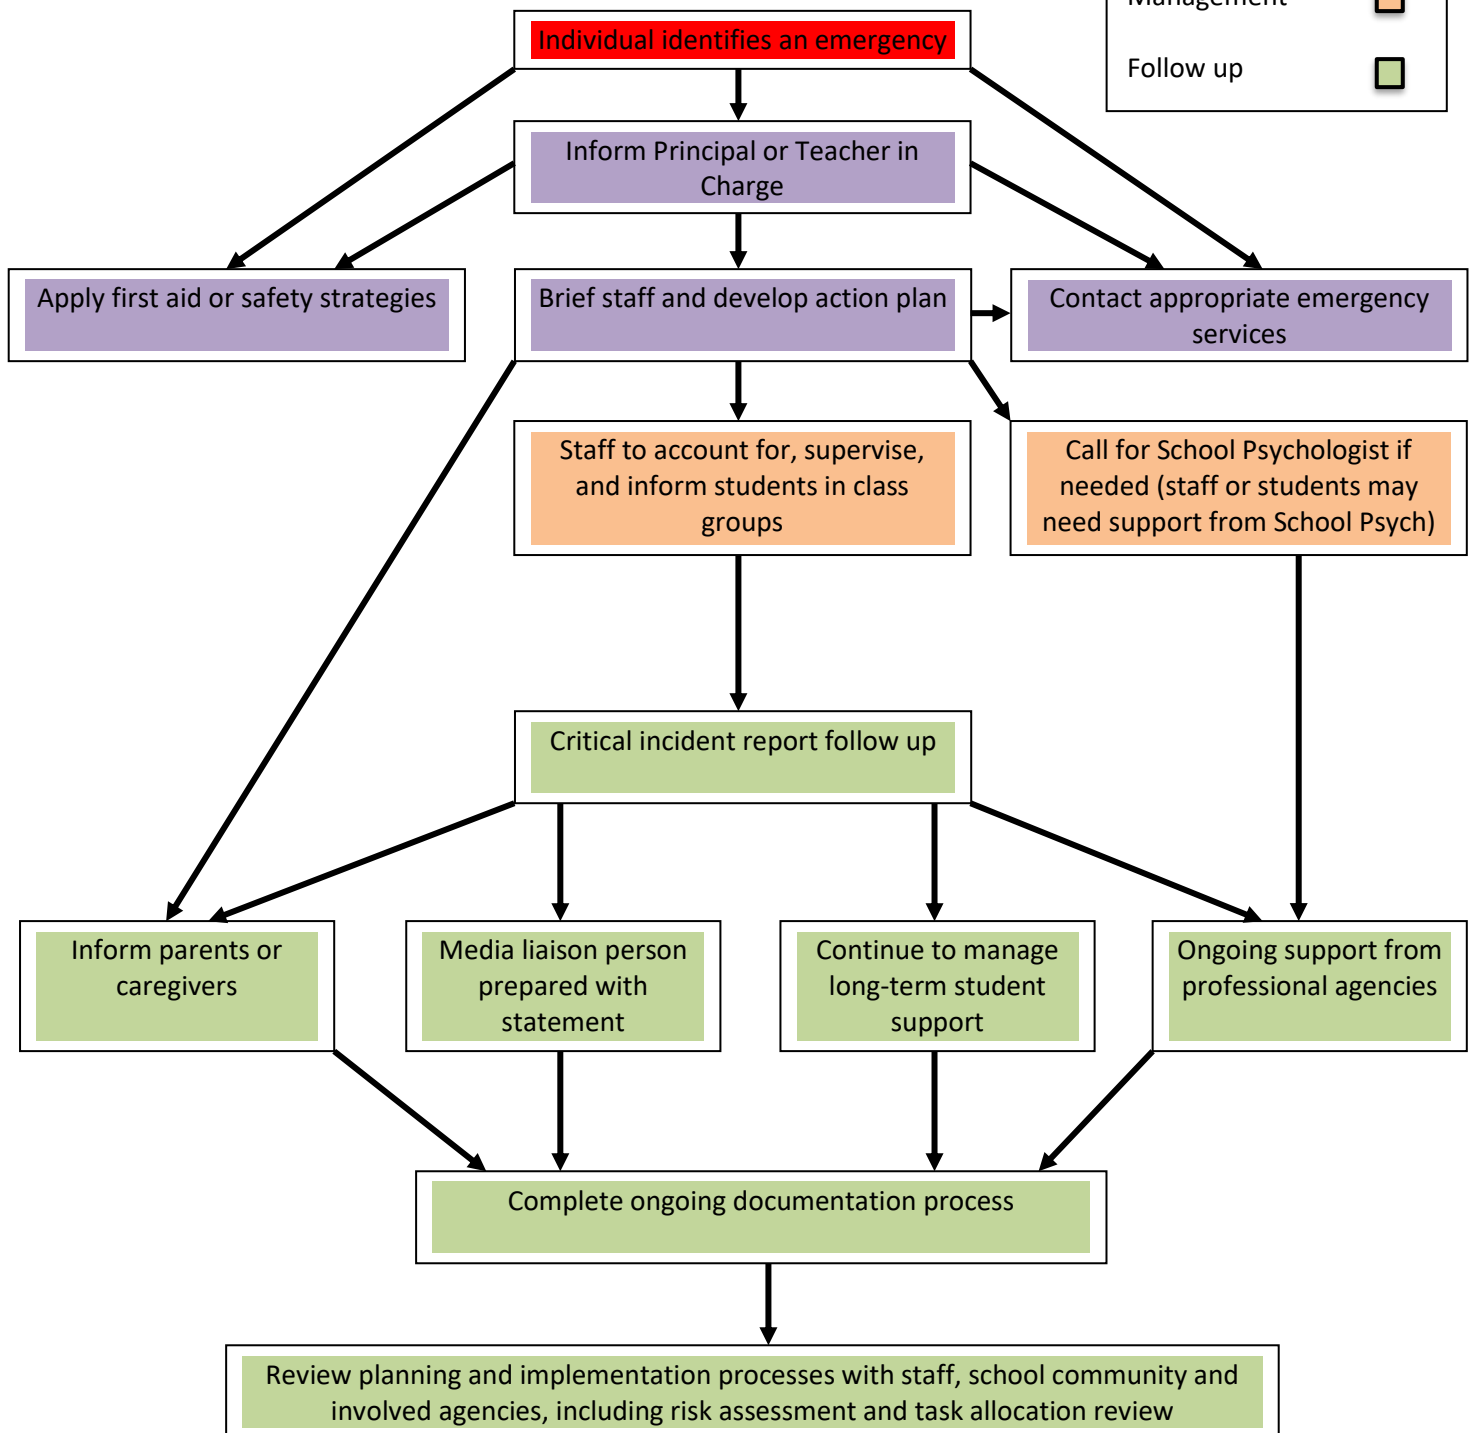 Management
Follow up
Individual identifies an emergency
Inform Principal or Teacher in
Charge
Apply first aid or safety strategies
Brief staff and develop action plan
Contact appropriate emergency
services
Staff to account for, supervise,
and inform students in class
groups
Call for School Psychologist if
needed (staff or students may
need support from School Psych)
Critical incident report follow up
Inform parents or
caregivers
Media liaison person
prepared with
statement
Continue to manage
long-term student
support
Ongoing support from
professional agencies
Complete ongoing documentation process
Review planning and implementation processes with staff, school community and
involved agencies, including risk assessment and task allocation review